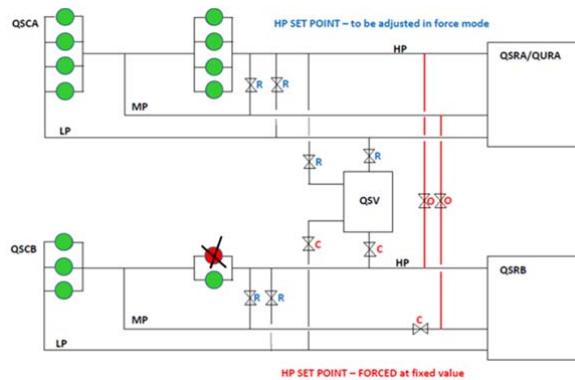 QSCA
HP SET POINT – to be adjusted in force mode
HP
QSRA/QURA
R
R
MP
LP
R
R
QSV
O
O
QSCB
C
C
HP
QSRB
R
R
MP
C
LP
HP SET POINT – FORCED at fixed value